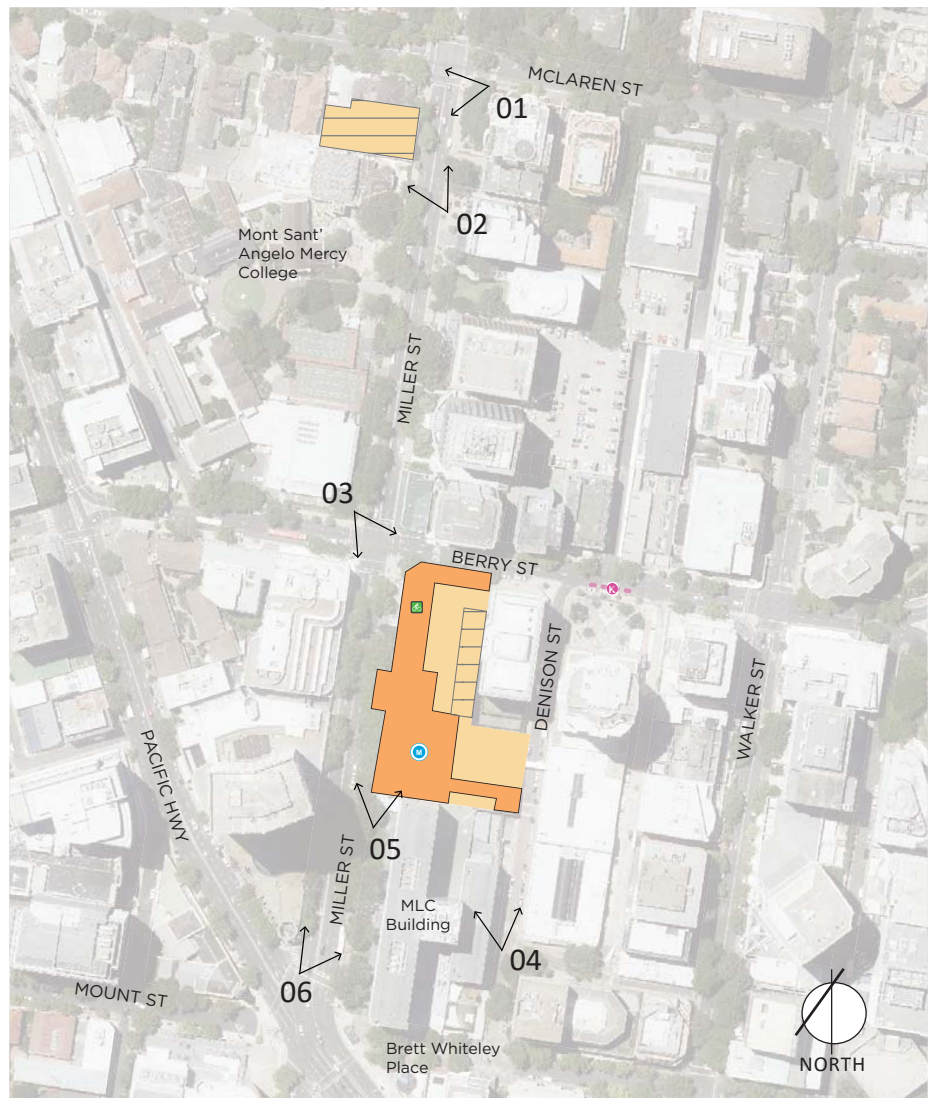 MCLAREN ST
01
02
Mont Sant'
Angelo Mercy
College
MILLER ST
03
BERRY ST
K
DENISON ST
WALKER ST
M
PACIFIC HWY
05
MILLER ST
MLC
Building
04
06
MOUNT ST
Brett Whiteley
Place
NORTH